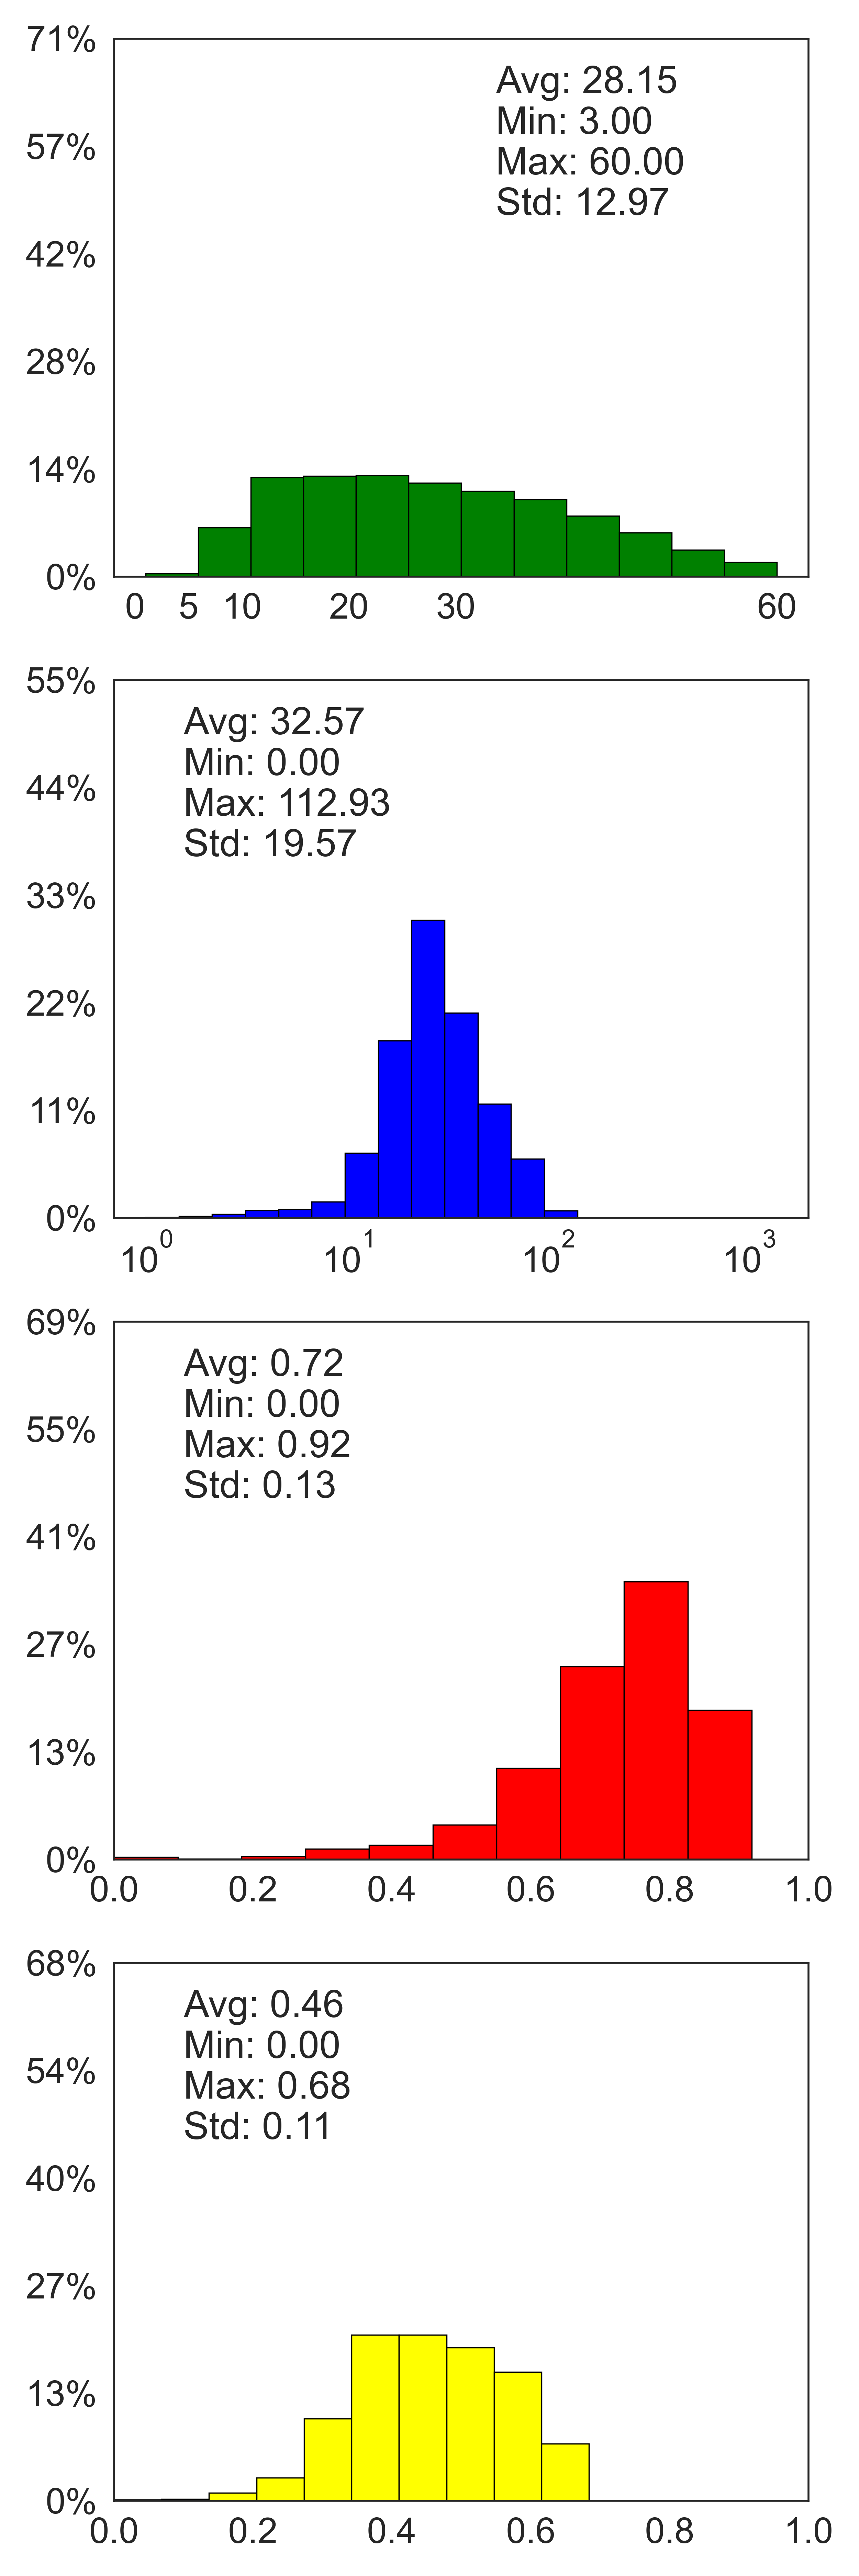 71%
57%
42%
28%
14%
0%
Avg: 28.15
Min: 3.00
Max: 60.00
Std: 12.97
0 5 10 20 30 60
55%
44%
33%
22%
11%
0%
Avg: 32.57
Min: 0.00
Max: 112.93
Std: 19.57
10^0 10^1 10^2 10^3
69%
55%
41%
27%
13%
0%
Avg: 0.72
Min: 0.00
Max: 0.92
Std: 0.13
0.0 0.2 0.4 0.6 0.8 1.0
68%
54%
40%
27%
13%
0%
Avg: 0.46
Min: 0.00
Max: 0.68
Std: 0.11
0.0 0.2 0.4 0.6 0.8 1.0